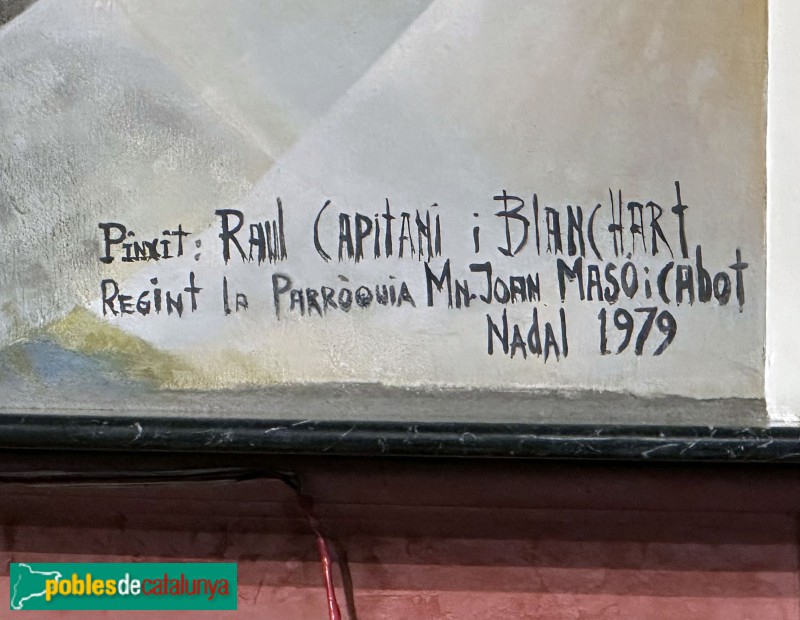 Pinxit: Raul Capitani i Blanchart
Regint la Parròquia Mn. Joan Masó i Cabot
Nadal 1979
poblesdecatalunya